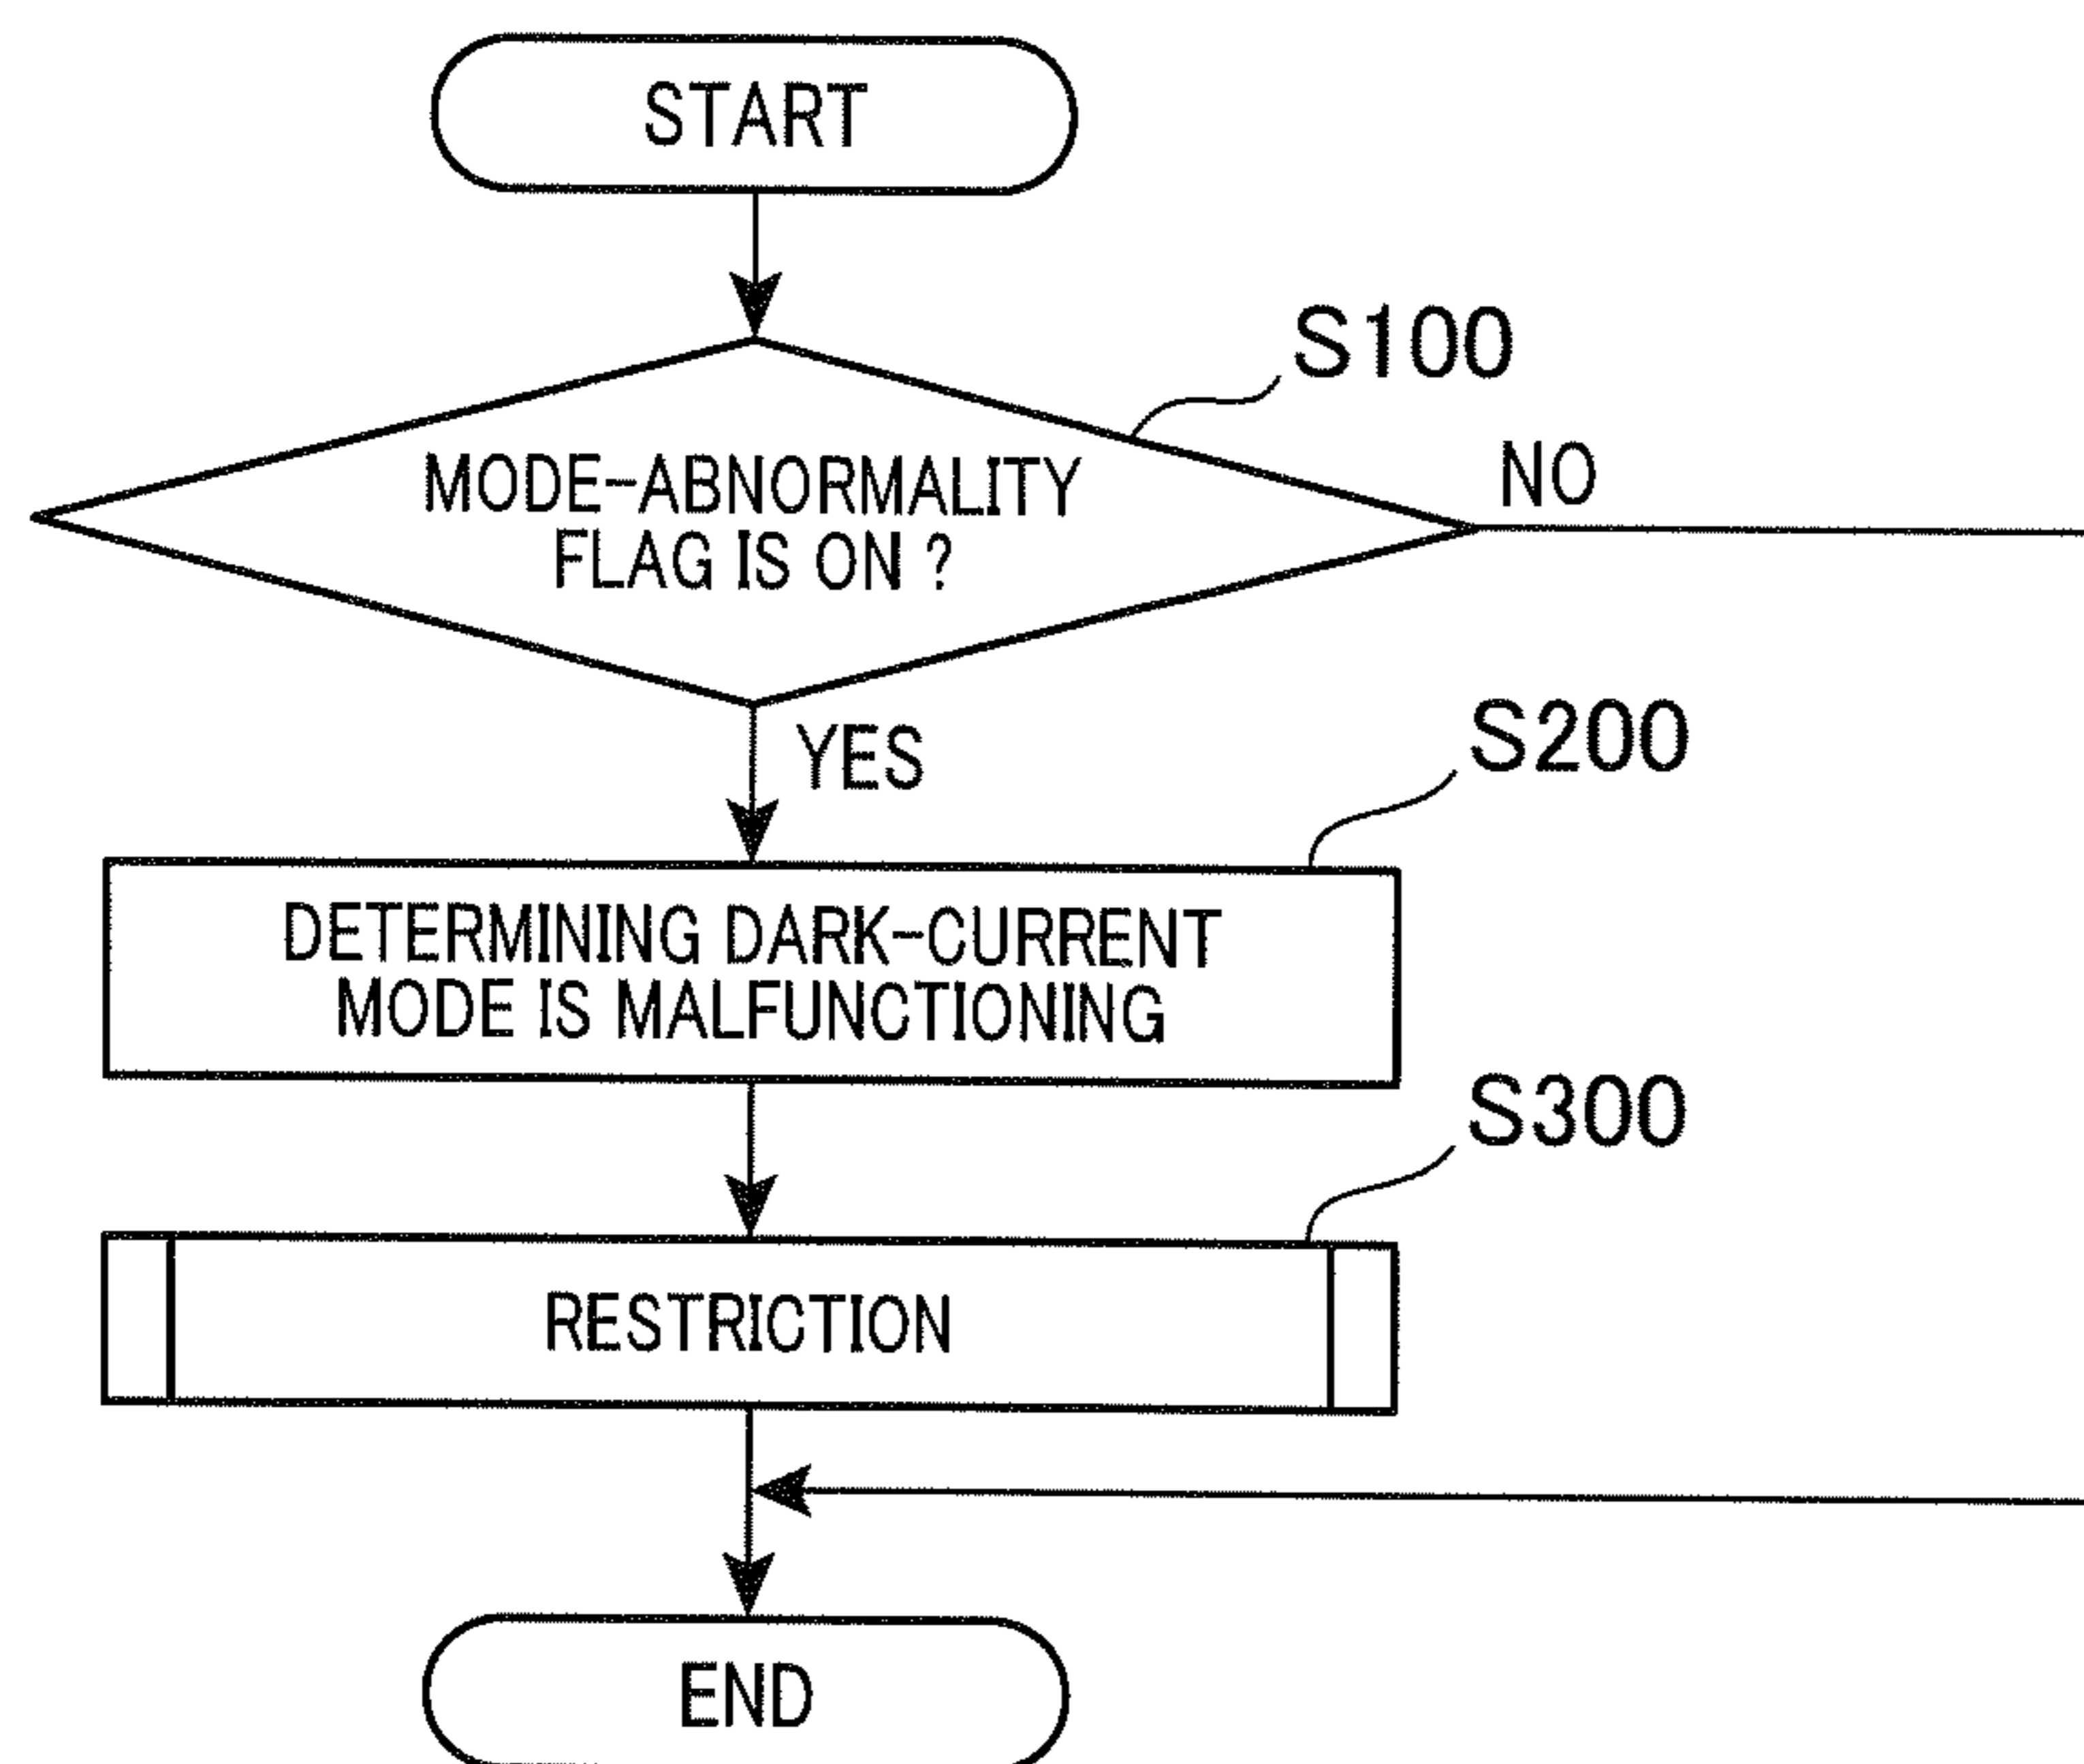 START
S100
MODE-ABNORMALITY
FLAG IS ON ?
NO
YES
S200
DETERMINING DARK-CURRENT
MODE IS MALFUNCTIONING
S300
RESTRICTION
END